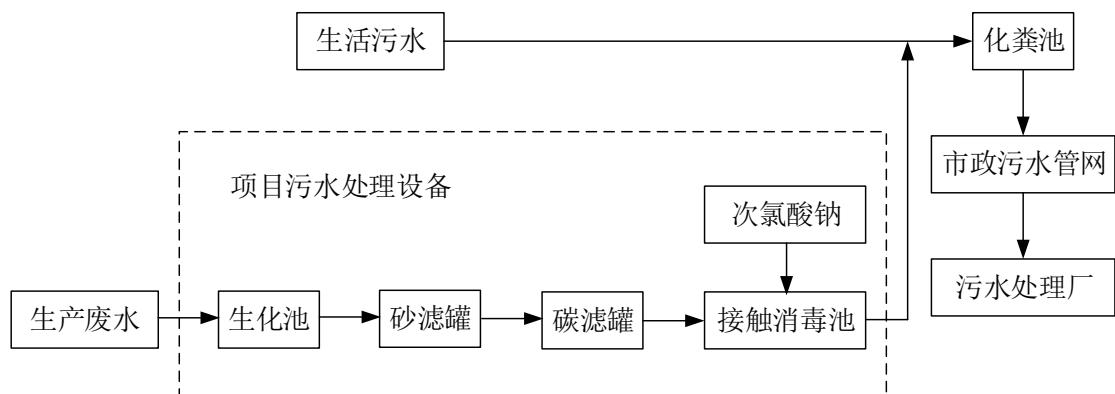 生活污水
化粪池
市政污水管网
项目污水处理设备
次氯酸钠
污水处理厂
生产废水
生化池
砂滤罐
碳滤罐
接触消毒池